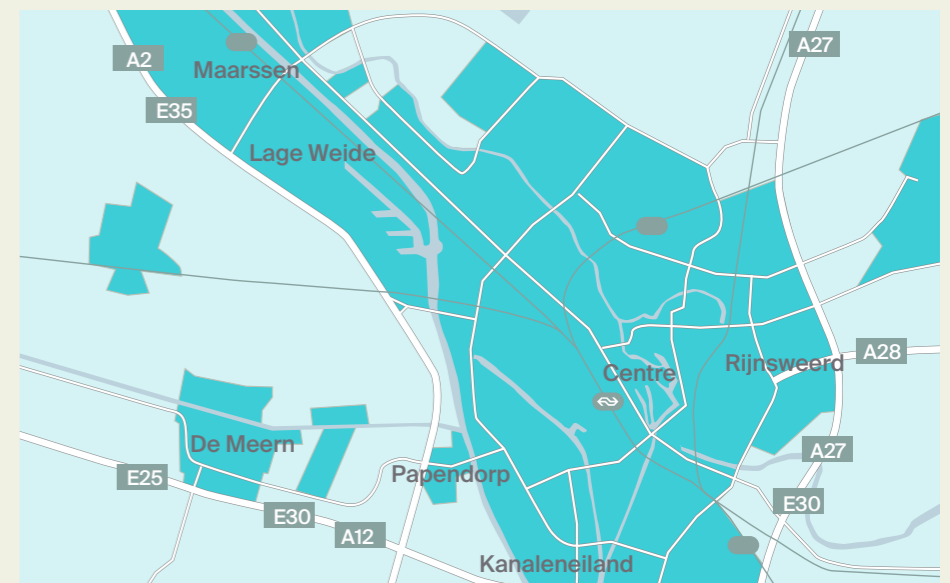 A27
A2
Maarssen
E35
Lage Weide
A28
Rijnsweerd
Centre
De Meern
A27
Papendorp
E25
E30
E30
A12
Kanaleneiland